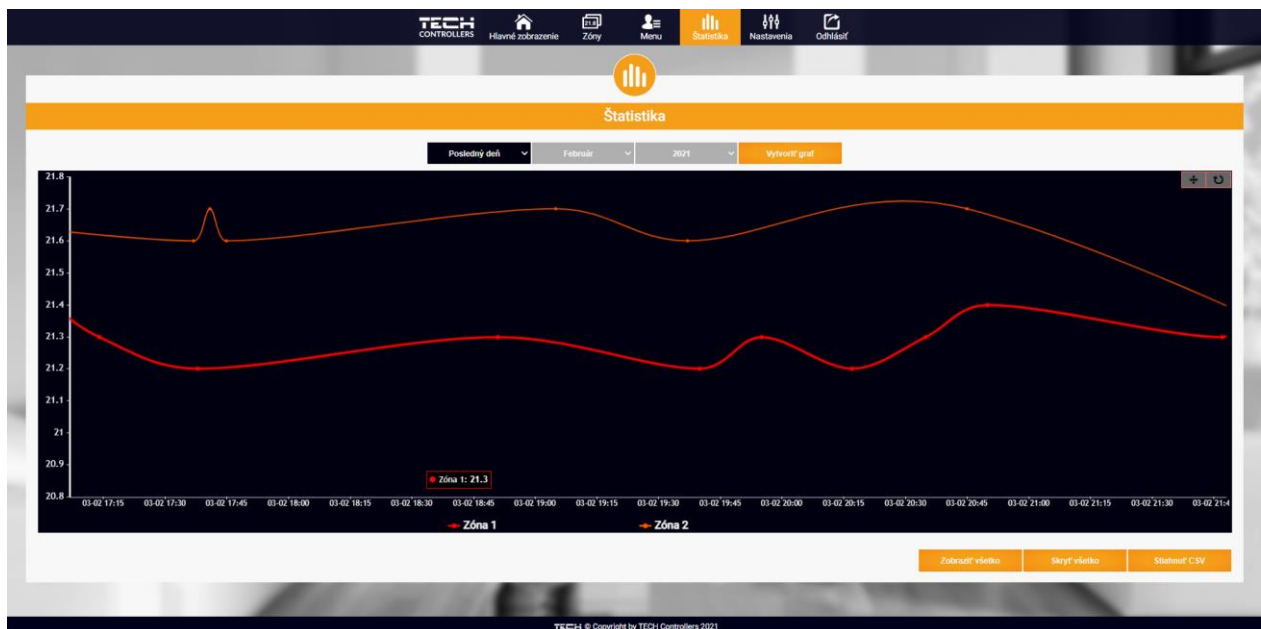 TECH
CONTROLLERS
Hlavné zobrazenie
21.8
Zóny
Menu
Štatistika
Nastavenia
Odhlásiť
Štatistika
Posledný deň
Február
2021
Vytvoriť graf
21.8
21.7
21.6
21.5
21.4
21.3
21.2
21.1
21
20.9
20.8
Zóna 1: 21.3
03-02 17:15 03-02 17:30 03-02 17:45 03-02 18:00 03-02 18:15 03-02 18:30 03-02 18:45 03-02 19:00 03-02 19:15 03-02 19:30 03-02 19:45 03-02 20:00 03-02 20:15 03-02 20:30 03-02 20:45 03-02 21:00 03-02 21:15 03-02 21:30 03-02 21:4
Zóna 1 Zóna 2
Zobraziť všetko Skryť všetko Stiahnuť CSV
TECH © Copyright by TECH Controllers 2021